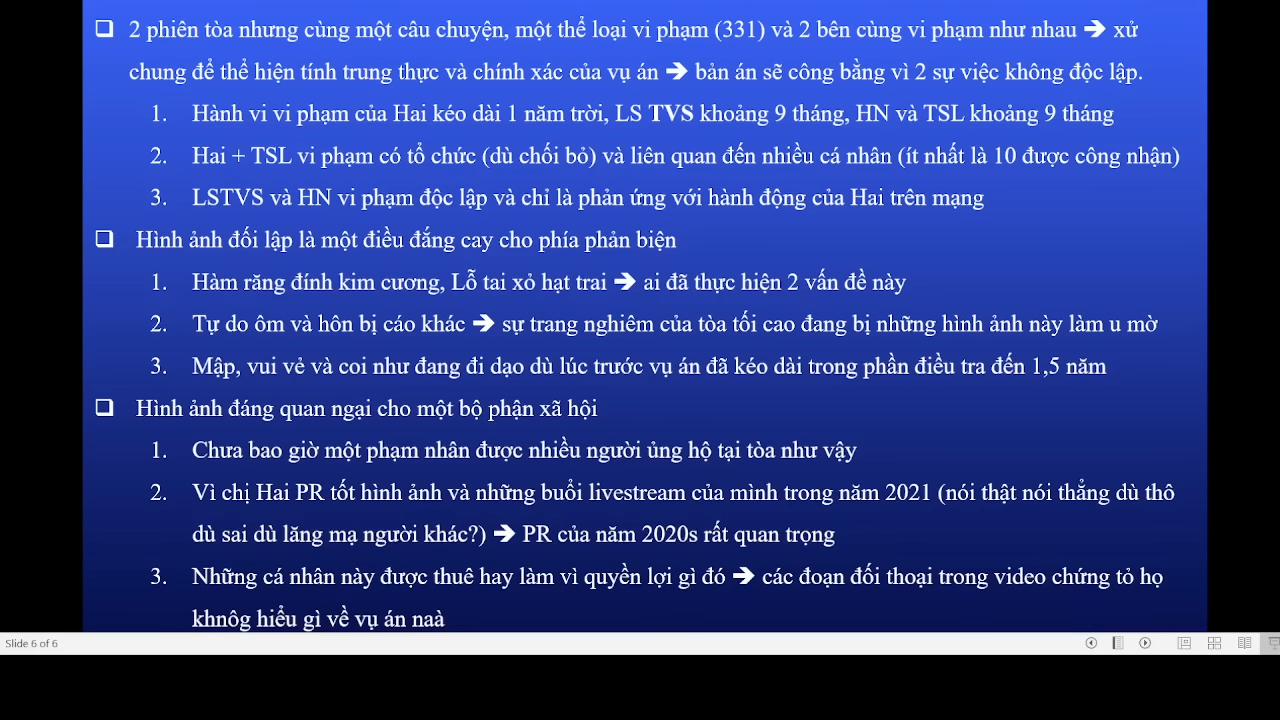 ❑ 2 phiên tòa nhưng cùng một câu chuyện, một thể loại vi phạm (331) và 2 bên cùng vi phạm như nhau ➔ xử
chung để thể hiện tính trung thực và chính xác của vụ án ➔ bản án sẽ công bằng vì 2 sự việc không độc lập.
1. Hành vi vi phạm của Hai kéo dài 1 năm trời, LS TVS khoảng 9 tháng, HN và TSL khoảng 9 tháng
2. Hai + TSL vi phạm có tổ chức (dù chối bỏ) và liên quan đến nhiều cá nhân (ít nhất là 10 được công nhận)
3. LSTVS và HN vi phạm độc lập và chỉ là phản ứng với hành động của Hai trên mạng
❑ Hình ảnh đối lập là một điều đắng cay cho phía phản biện
1. Hàm răng đính kim cương, Lỗ tai xỏ hạt trai ➔ ai đã thực hiện 2 vấn đề này
2. Tự do ôm và hôn bị cáo khác ➔ sự trang nghiêm của tòa tối cao đang bị những hình ảnh này làm u mờ
3. Mập, vui vẻ và coi như đang đi dạo dù lúc trước vụ án đã kéo dài trong phần điều tra đến 1,5 năm
❑ Hình ảnh đáng quan ngại cho một bộ phận xã hội
1. Chưa bao giờ một phạm nhân được nhiều người ủng hộ tại tòa như vậy
2. Vì chị Hai PR tốt hình ảnh và những buổi livestream của mình trong năm 2021 (nói thật nói thẳng dù thô
dù sai dù lăng mạ người khác?) ➔ PR của năm 2020s rất quan trọng
3. Những cá nhân này được thuê hay làm vì quyền lợi gì đó ➔ các đoạn đối thoại trong video chứng tỏ họ
khnôg hiểu gì về vụ án naà
Slide 6 of 6